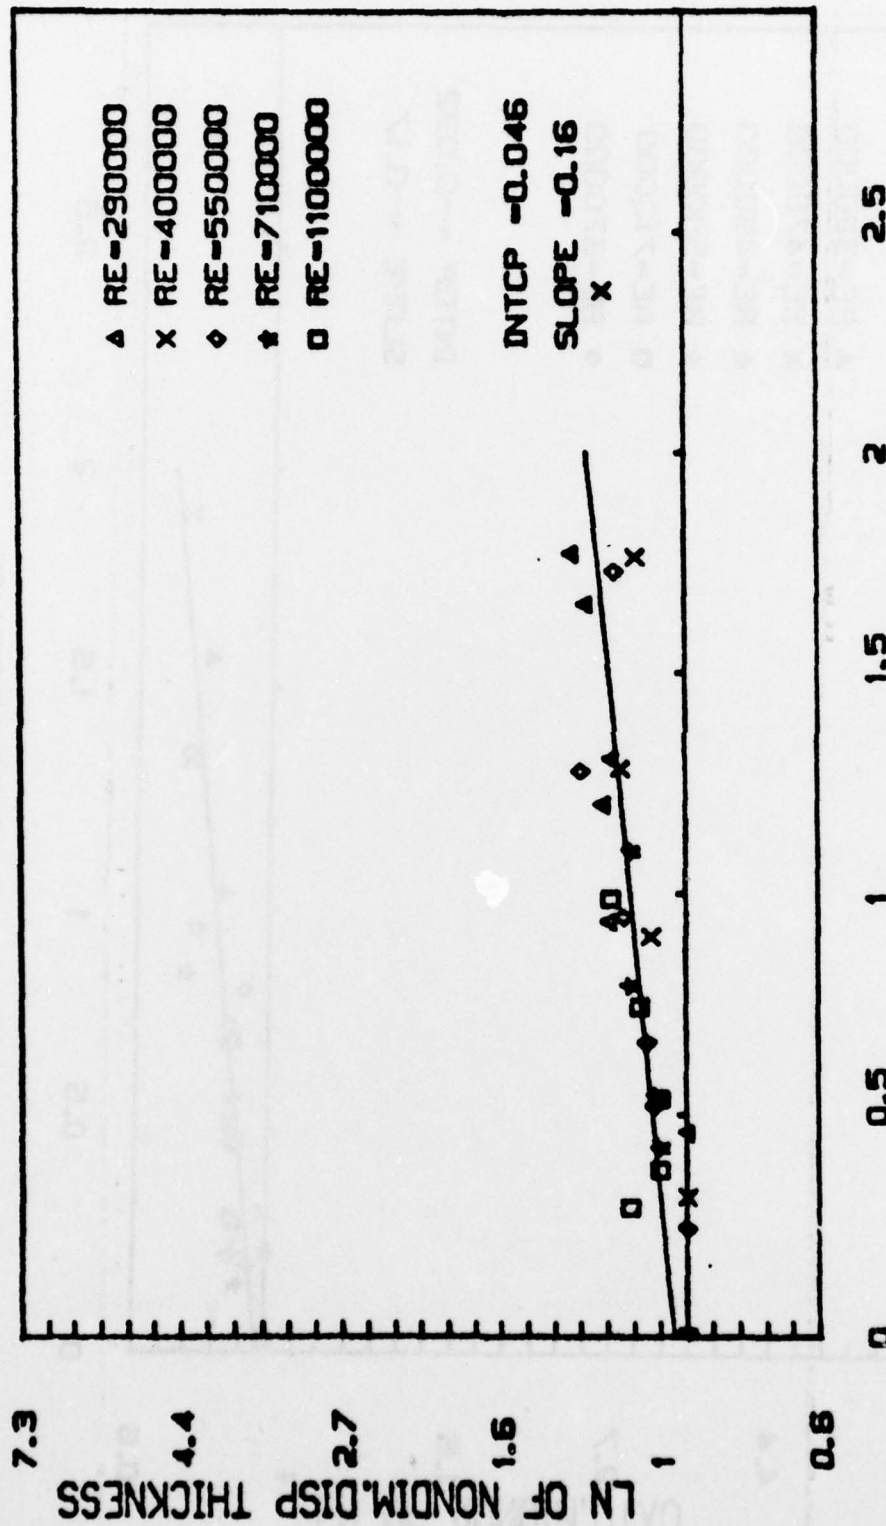 LN OF NONDIM.DISP THICKNESS
7.3
4.4
2.7
1.6
1
0.6
0
0.5
1
1.5
2
2.5
RE=290000
RE=400000
RE=550000
RE=710000
RE=1100000
INTCP =0.046
SLOPE =0.16